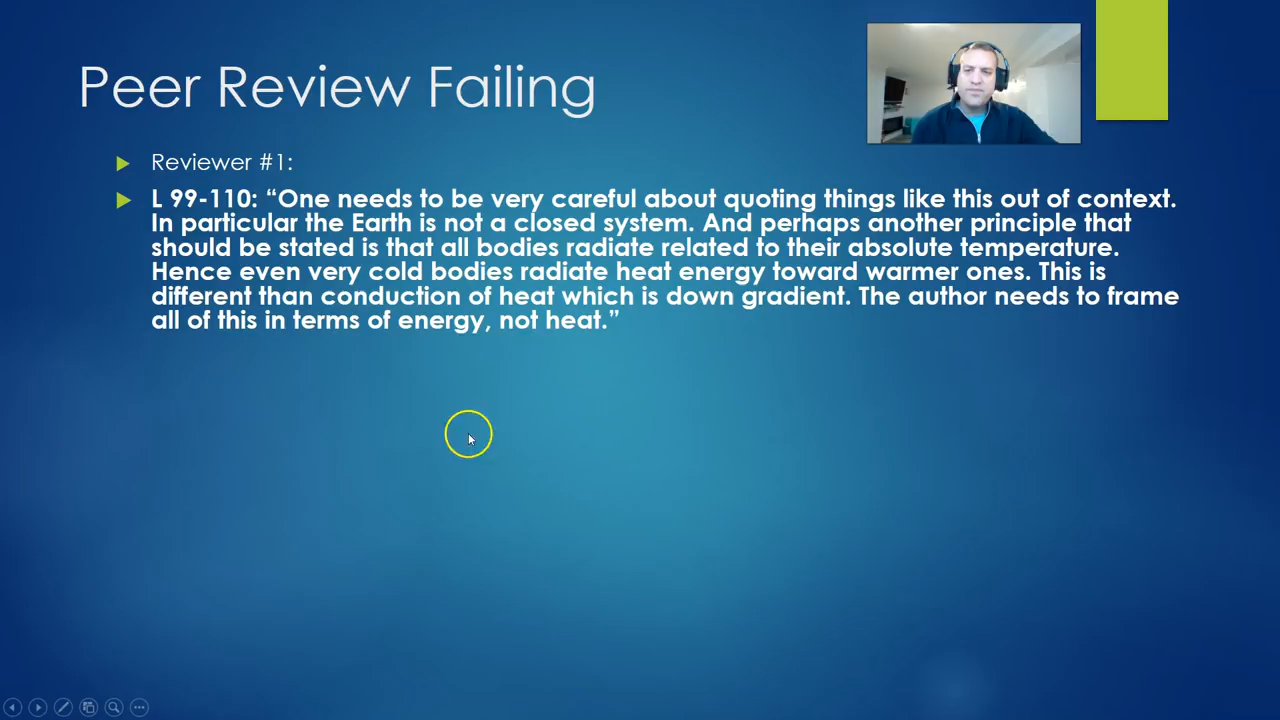 Peer Review Failing
Reviewer #1:
L 99-110: “One needs to be very careful about quoting things like this out of context.
In particular the Earth is not a closed system. And perhaps another principle that
should be stated is that all bodies radiate related to their absolute temperature.
Hence even very cold bodies radiate heat energy toward warmer ones. This is
different than conduction of heat which is down gradient. The author needs to frame
all of this in terms of energy, not heat.”